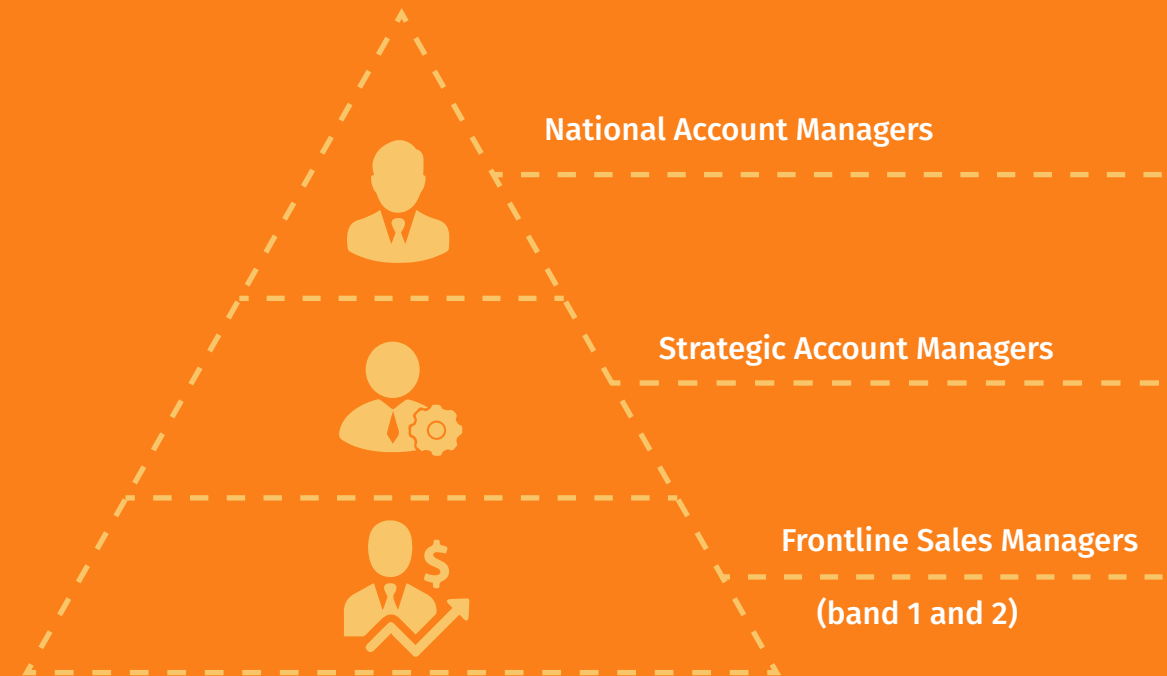 National Account Managers
Strategic Account Managers
Frontline Sales Managers
(band 1 and 2)
$